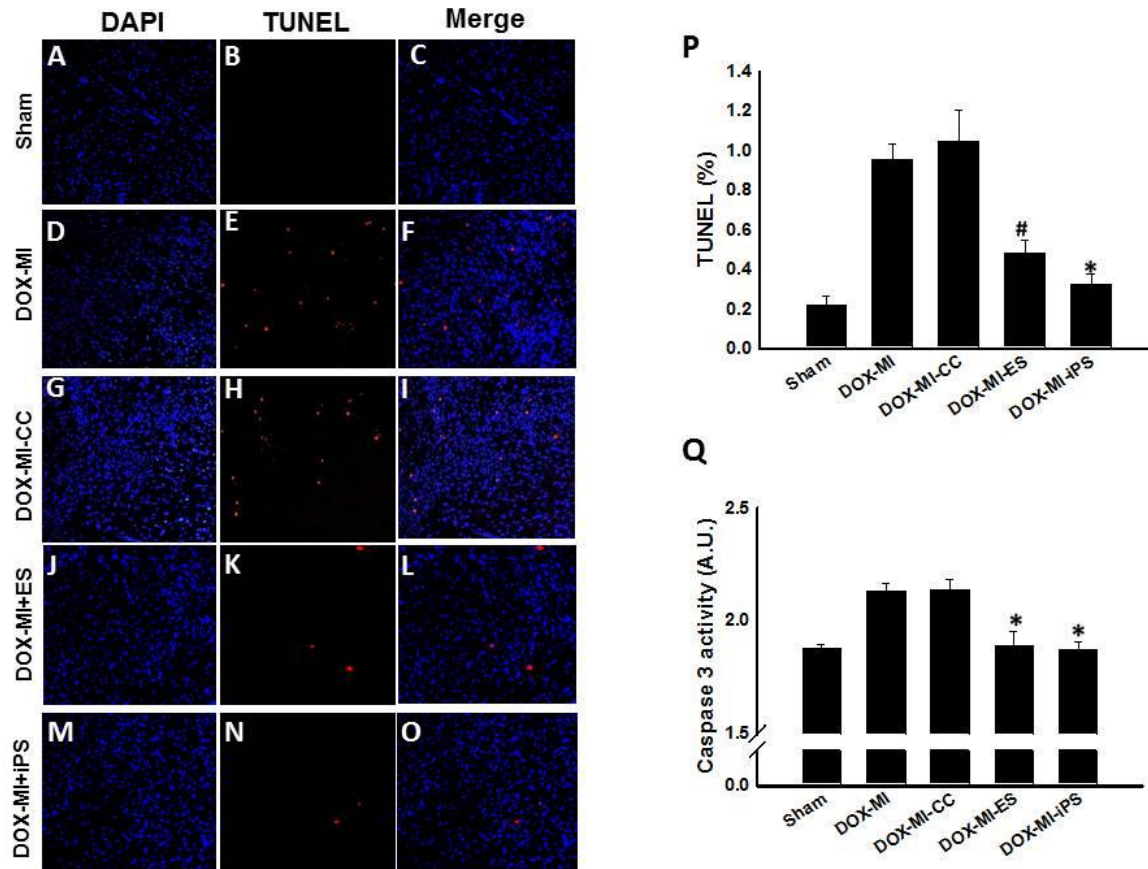 DAPI TUNEL Merge
Sham A B C
DOX-MI D E F
DOX-MI-CC G H I
DOX-MI+ES J K L
DOX-MI+iPS M N O
P
TUNEL (%)
1.4
1.2
1.0
0.8
0.6
0.4
0.2
0.0
# *
Sham DOX-MI DOX-MI-CC DOX-MI-ES DOX-MI-iPS
Q
Caspase 3 activity (A.U.)
2.5
2.0
1.5
0.0
* *
Sham DOX-MI DOX-MI-CC DOX-MI-ES DOX-MI-iPS